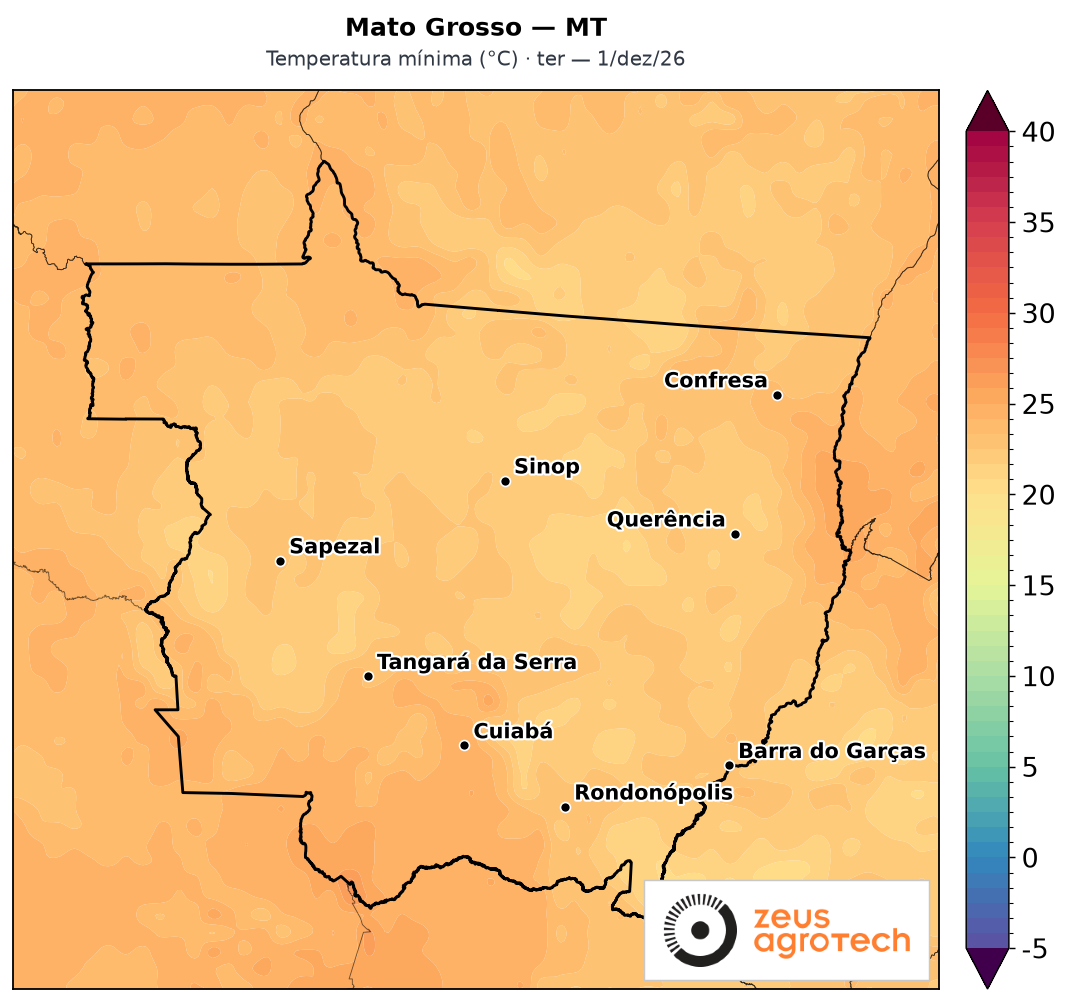 Mato Grosso — MT
Temperatura mínima (°C) · ter — 1/dez/26
40
35
30
25
20
15
10
5
0
-5
Confresa
Sinop
Querência
Sapezal
Tangará da Serra
Cuiabá
Barra do Garças
Rondonópolis
zeus
agrotech